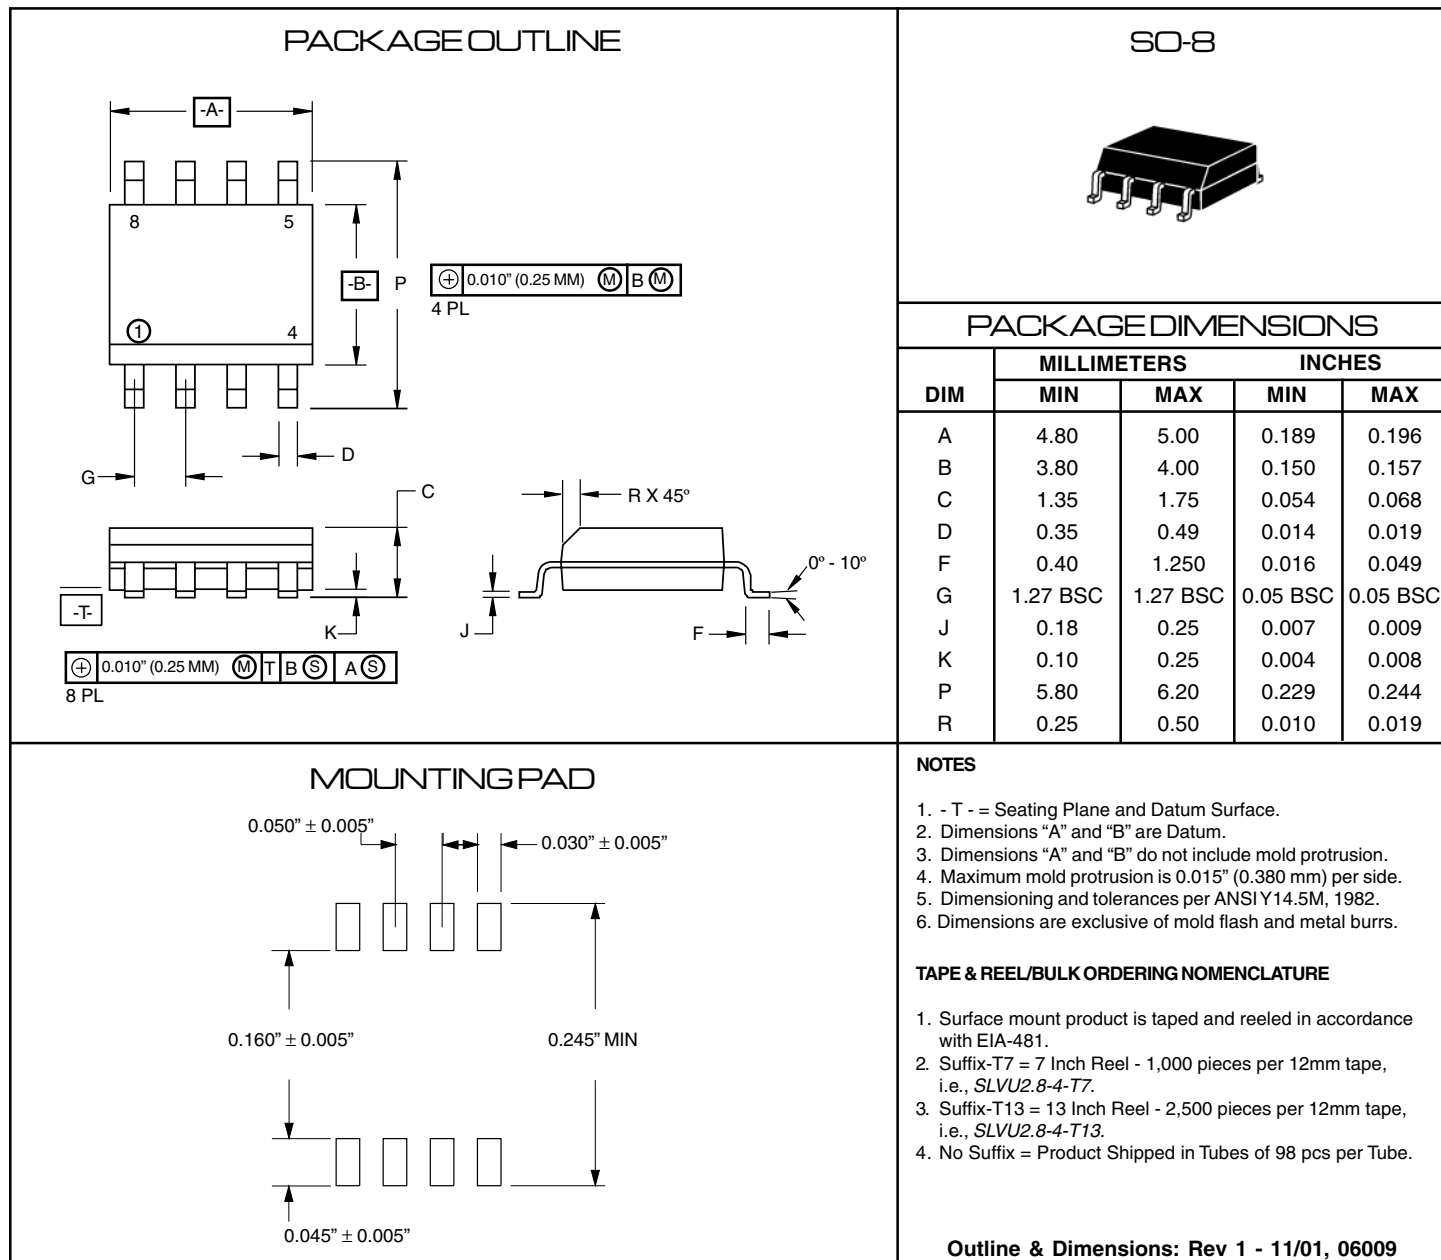 PACKAGE OUTLINE
-A-
8 5
-B- P
1 4
⌖ 0.010” (0.25 MM) Ⓜ B Ⓜ
4 PL
D
G
C
R X 45º
0º - 10º
-T-
K
J
F
⌖ 0.010” (0.25 MM) Ⓜ T B Ⓢ A Ⓢ
8 PL
SO-8
PACKAGE DIMENSIONS
MILLIMETERS INCHES
DIM MIN MAX MIN MAX
A 4.80 5.00 0.189 0.196
B 3.80 4.00 0.150 0.157
C 1.35 1.75 0.054 0.068
D 0.35 0.49 0.014 0.019
F 0.40 1.250 0.016 0.049
G 1.27 BSC 1.27 BSC 0.05 BSC 0.05 BSC
J 0.18 0.25 0.007 0.009
K 0.10 0.25 0.004 0.008
P 5.80 6.20 0.229 0.244
R 0.25 0.50 0.010 0.019
MOUNTING PAD
0.050” ± 0.005”
0.030” ± 0.005”
0.160” ± 0.005”
0.245” MIN
0.045” ± 0.005”
NOTES
1. - T - = Seating Plane and Datum Surface.
2. Dimensions “A” and “B” are Datum.
3. Dimensions “A” and “B” do not include mold protrusion.
4. Maximum mold protrusion is 0.015” (0.380 mm) per side.
5. Dimensioning and tolerances per ANSI Y14.5M, 1982.
6. Dimensions are exclusive of mold flash and metal burrs.
TAPE & REEL/BULK ORDERING NOMENCLATURE
1. Surface mount product is taped and reeled in accordance
with EIA-481.
2. Suffix-T7 = 7 Inch Reel - 1,000 pieces per 12mm tape,
i.e., SLVU2.8-4-T7.
3. Suffix-T13 = 13 Inch Reel - 2,500 pieces per 12mm tape,
i.e., SLVU2.8-4-T13.
4. No Suffix = Product Shipped in Tubes of 98 pcs per Tube.
Outline & Dimensions: Rev 1 - 11/01, 06009